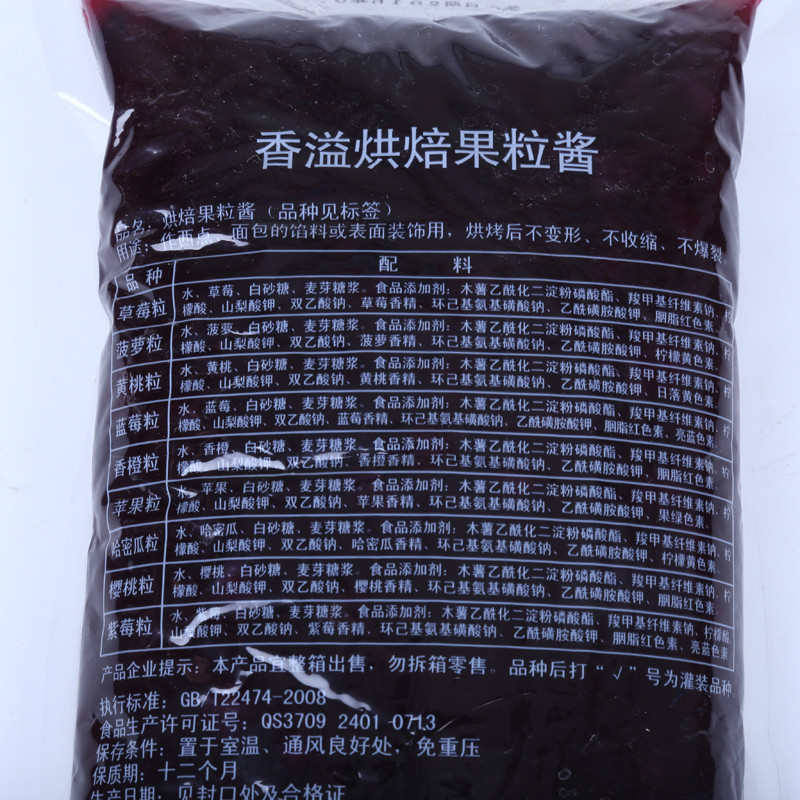 香溢烘焙果粒酱
品名：烘焙果粒酱（品种见标签）
用途：作西点、面包的馅料或表面装饰用，烘烤后不变形、不收缩、不爆裂。
品种 配料
草莓粒 水、草莓、白砂糖、麦芽糖浆。食品添加剂：木薯乙酰化二淀粉磷酸酯、羧甲基纤维素钠、柠
檬酸、山梨酸钾、双乙酸钠、草莓香精、环己基氨基磺酸钠、乙酰磺胺酸钾、胭脂红色素。
菠萝粒 水、菠萝、白砂糖、麦芽糖浆。食品添加剂：木薯乙酰化二淀粉磷酸酯、羧甲基纤维素钠、柠
檬酸、山梨酸钾、双乙酸钠、菠萝香精、环己基氨基磺酸钠、乙酰磺胺酸钾、柠檬黄色素。
黄桃粒 水、黄桃、白砂糖、麦芽糖浆。食品添加剂：木薯乙酰化二淀粉磷酸酯、羧甲基纤维素钠、柠
檬酸、山梨酸钾、双乙酸钠、黄桃香精、环己基氨基磺酸钠、乙酰磺胺酸钾、日落黄色素。
蓝莓粒 水、蓝莓、白砂糖、麦芽糖浆。食品添加剂：木薯乙酰化二淀粉磷酸酯、羧甲基纤维素钠、柠
檬酸、山梨酸钾、双乙酸钠、蓝莓香精、环己基氨基磺酸钠、乙酰磺胺酸钾、胭脂红色素、亮蓝色素。
香橙粒 水、香橙、白砂糖、麦芽糖浆。食品添加剂：木薯乙酰化二淀粉磷酸酯、羧甲基纤维素钠、柠
檬酸、山梨酸钾、双乙酸钠、香橙香精、环己基氨基磺酸钠、乙酰磺胺酸钾、胭脂红色素。
苹果粒 水、苹果、白砂糖、麦芽糖浆。食品添加剂：木薯乙酰化二淀粉磷酸酯、羧甲基纤维素钠、柠
檬酸、山梨酸钾、双乙酸钠、苹果香精、环己基氨基磺酸钠、乙酰磺胺酸钾、果绿色素。
哈密瓜粒 水、哈密瓜、白砂糖、麦芽糖浆。食品添加剂：木薯乙酰化二淀粉磷酸酯、羧甲基纤维素钠、柠
檬酸、山梨酸钾、双乙酸钠、哈密瓜香精、环己基氨基磺酸钠、乙酰磺胺酸钾、柠檬黄色素。
樱桃粒 水、樱桃、白砂糖、麦芽糖浆。食品添加剂：木薯乙酰化二淀粉磷酸酯、羧甲基纤维素钠、柠
檬酸、山梨酸钾、双乙酸钠、樱桃香精、环己基氨基磺酸钠、乙酰磺胺酸钾、胭脂红色素。
紫莓粒 水、紫莓、白砂糖、麦芽糖浆。食品添加剂：木薯乙酰化二淀粉磷酸酯、羧甲基纤维素钠、柠檬酸、
山梨酸钾、双乙酸钠、紫莓香精、环己基氨基磺酸钠、乙酰磺胺酸钾、胭脂红色素、亮蓝色素。
产品企业提示：本产品宜整箱出售，勿拆箱零售。品种后打“√”号为灌装品种
执行标准：GB/T22474-2008
食品生产许可证号：QS3709 2401 0713
保存条件：置于室温、通风良好处，免重压
保质期：十二个月
生产日期：见封口处及合格证